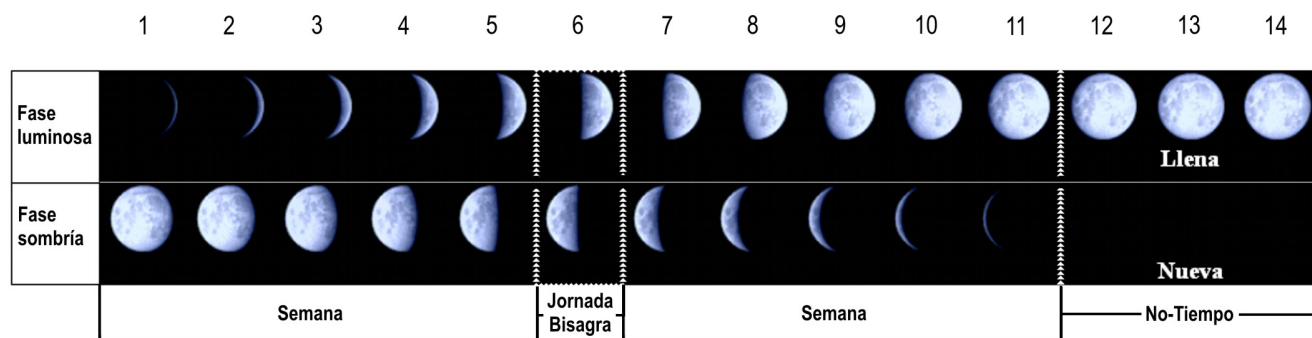 1 2 3 4 5 6 7 8 9 10 11 12 13 14
Fase
luminosa
Llena
Fase
sombría
Nueva
Semana
Jornada
Bisagra
Semana
No-Tiempo